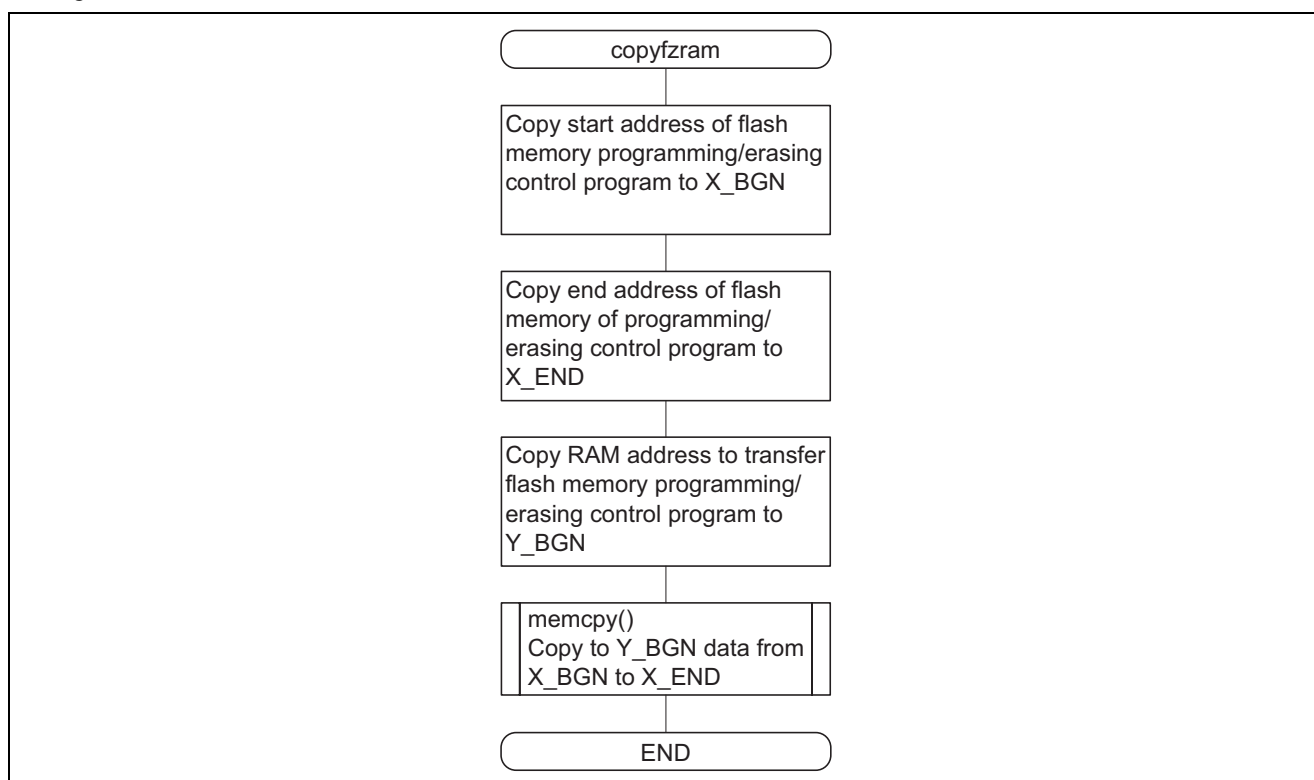 copyfzram
Copy start address of flash
memory programming/erasing
control program to X_BGN
Copy end address of flash
memory of programming/
erasing control program to
X_END
Copy RAM address to transfer
flash memory programming/
erasing control program to
Y_BGN
memcpy()
Copy to Y_BGN data from
X_BGN to X_END
END